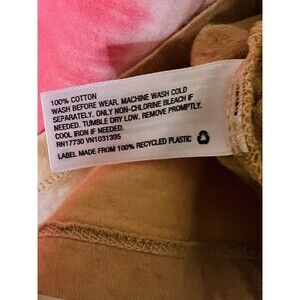 100% COTTON
WASH BEFORE WEAR. MACHINE WASH COLD
SEPARATELY. ONLY NON-CHLORINE BLEACH IF
NEEDED. TUMBLE DRY LOW. REMOVE PROMPTLY.
COOL IRON IF NEEDED.
RN17730 VN1031395
LABEL MADE FROM 100% RECYCLED PLASTIC